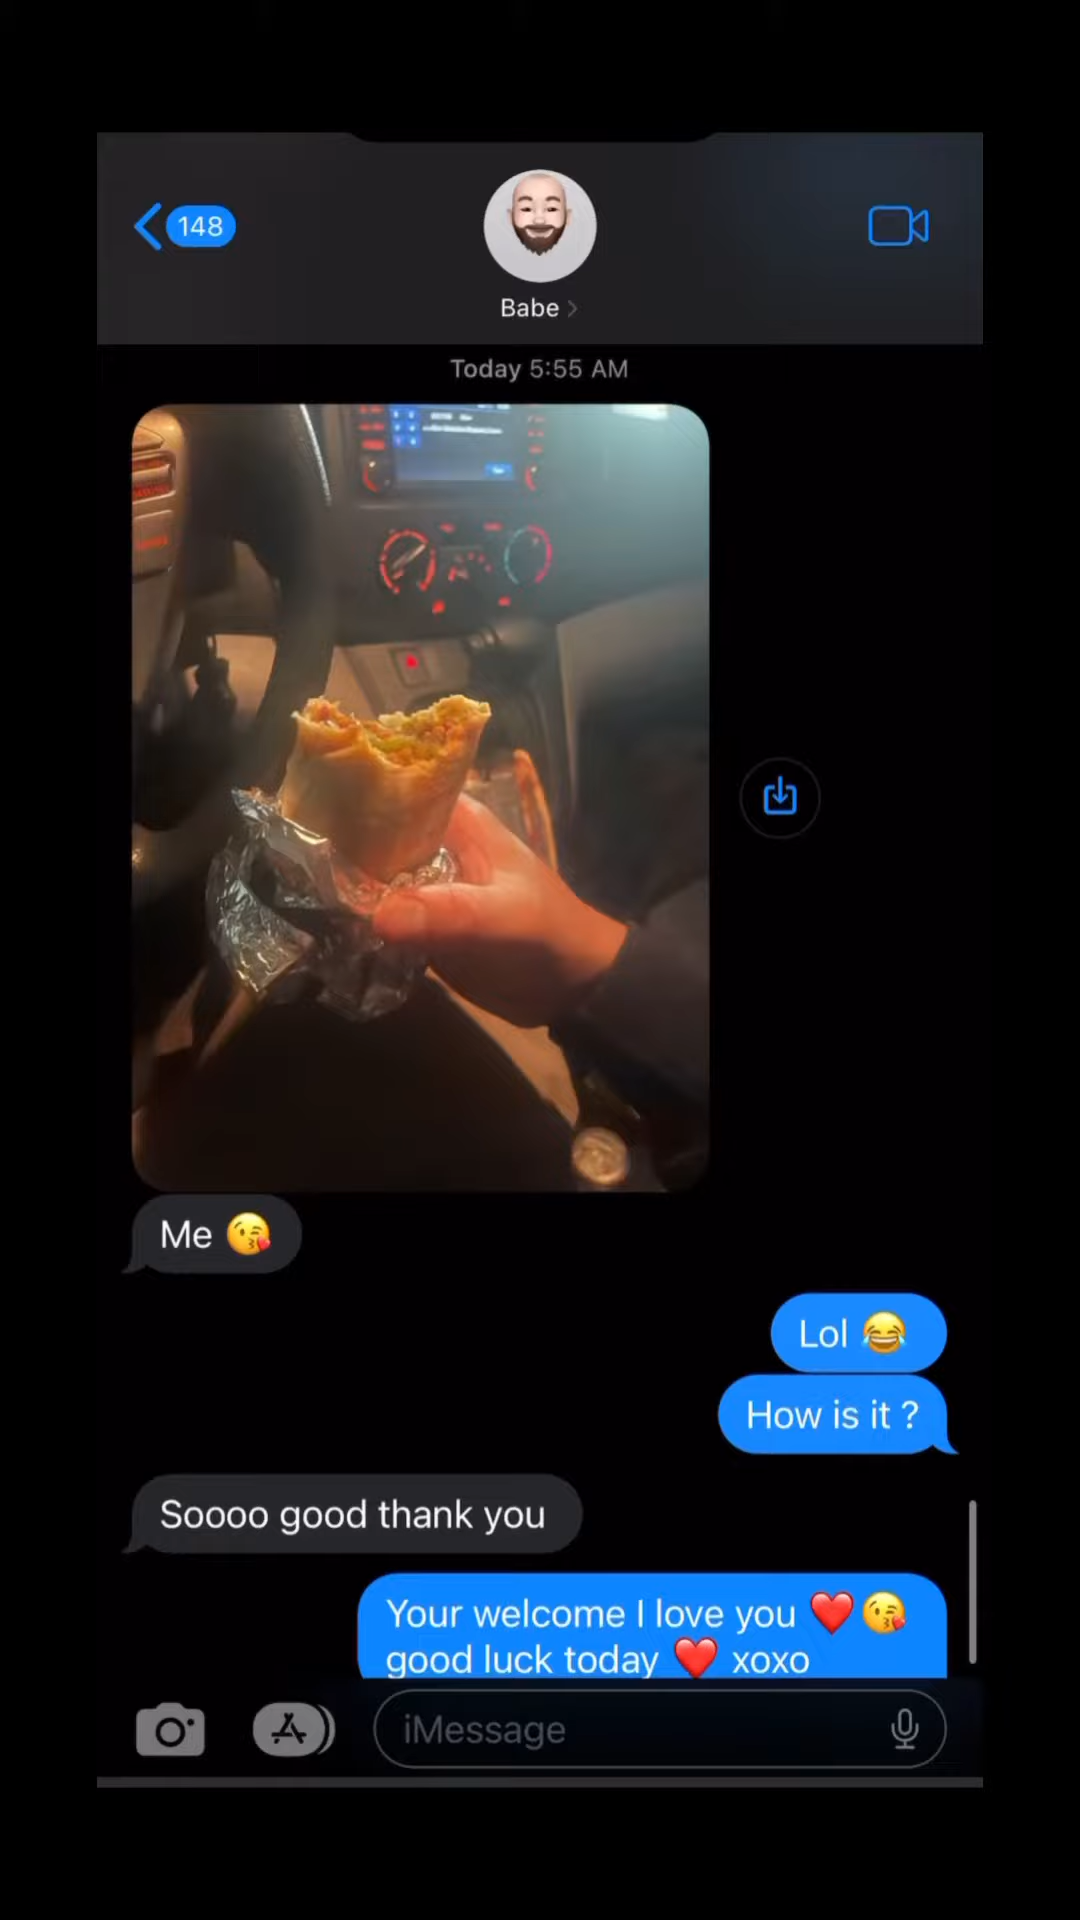 148
Babe
Today 5:55 AM
Me 😘
Lol 😂
How is it ?
Soooo good thank you
Your welcome I love you ❤️😘
good luck today ❤️ xoxo
iMessage